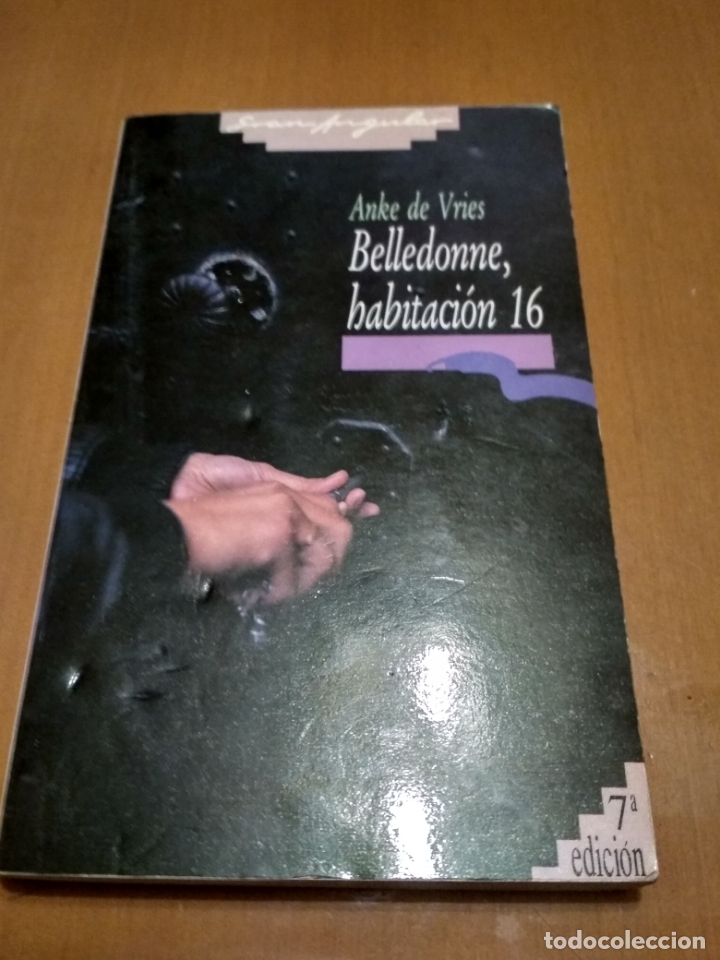 Gran Angular
Anke de Vries
Belledonne,
habitación 16
7ª
edición
todocoleccion